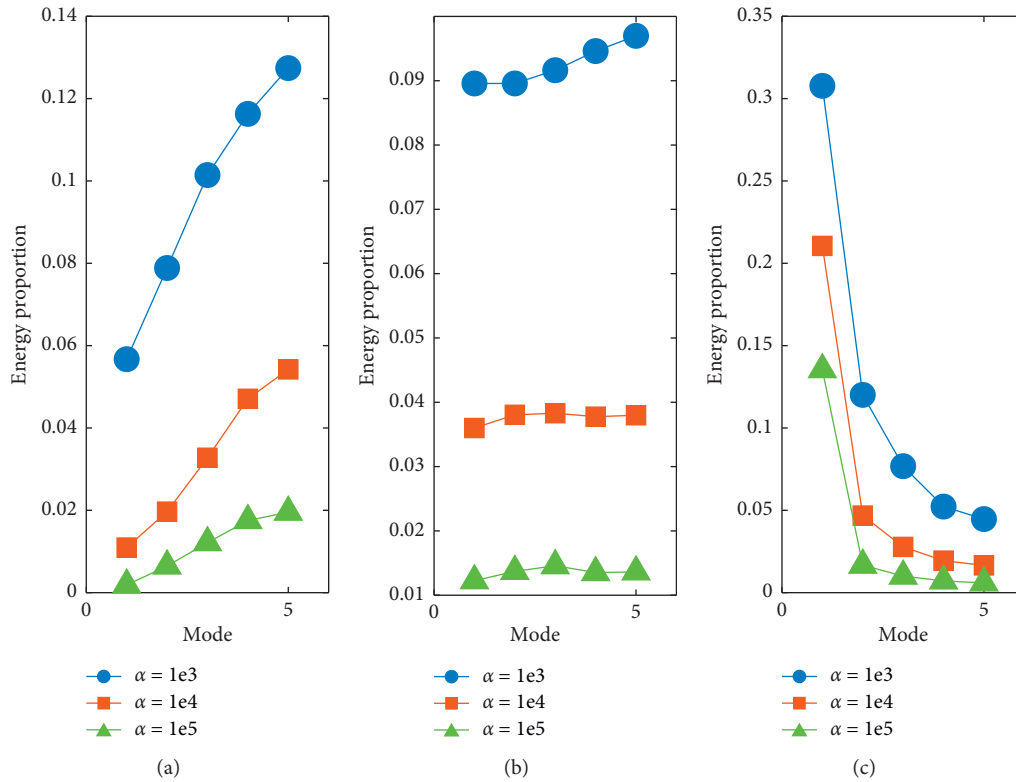 0.14
0.12
0.1
0.08
0.06
0.04
0.02
0
Energy proportion
0 5
Mode
α = 1e3
α = 1e4
α = 1e5
(a)
0.09
0.08
0.07
0.06
0.05
0.04
0.03
0.02
0.01
Energy proportion
0 5
Mode
α = 1e3
α = 1e4
α = 1e5
(b)
0.35
0.3
0.25
0.2
0.15
0.1
0.05
0
Energy proportion
0 5
Mode
α = 1e3
α = 1e4
α = 1e5
(c)